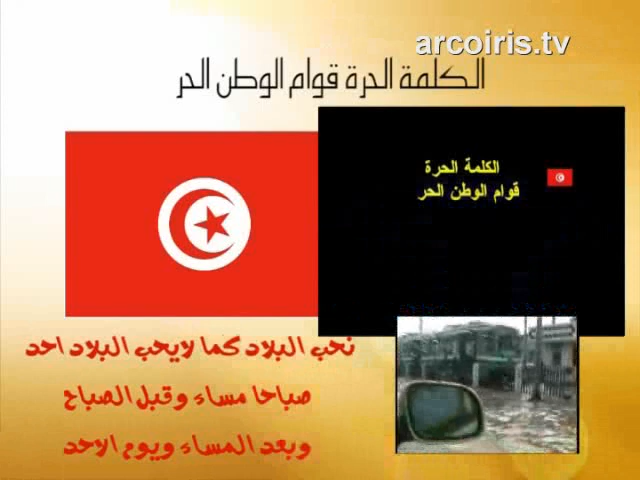 arcoiris.tv
الكلمة الحرة قوام الوطن الحر
الكلمة الحرة
قوام الوطن الحر
نحب البلاد كما لايحب البلاد احد
صباحا مساء وقبل الصباح
وبعد المساء ويوم الاحد